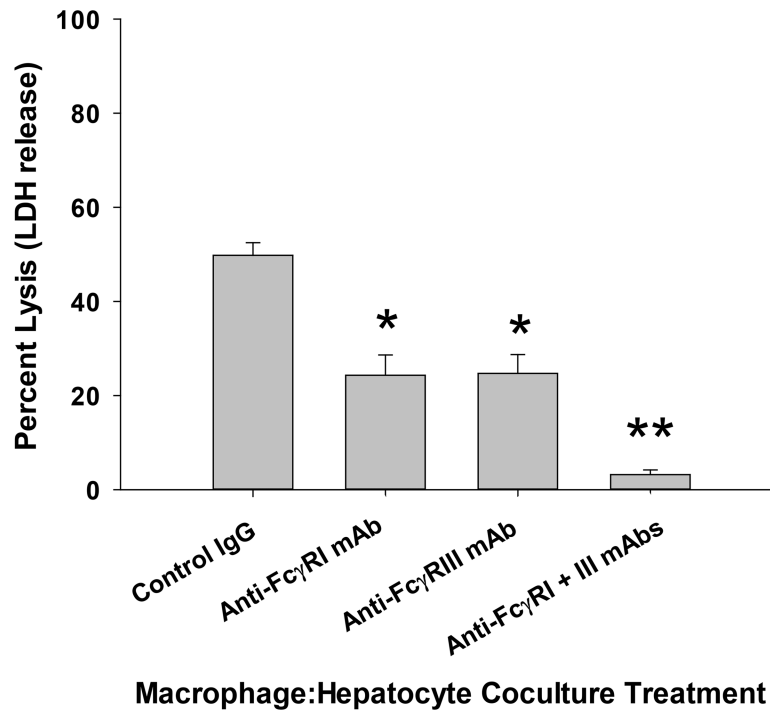 Percent Lysis (LDH release)
100
80
60
40
20
0
*
*
**
Control IgG
Anti-FcγRI mAb
Anti-FcγRIII mAb
Anti-FcγRI + III mAbs
Macrophage:Hepatocyte Coculture Treatment